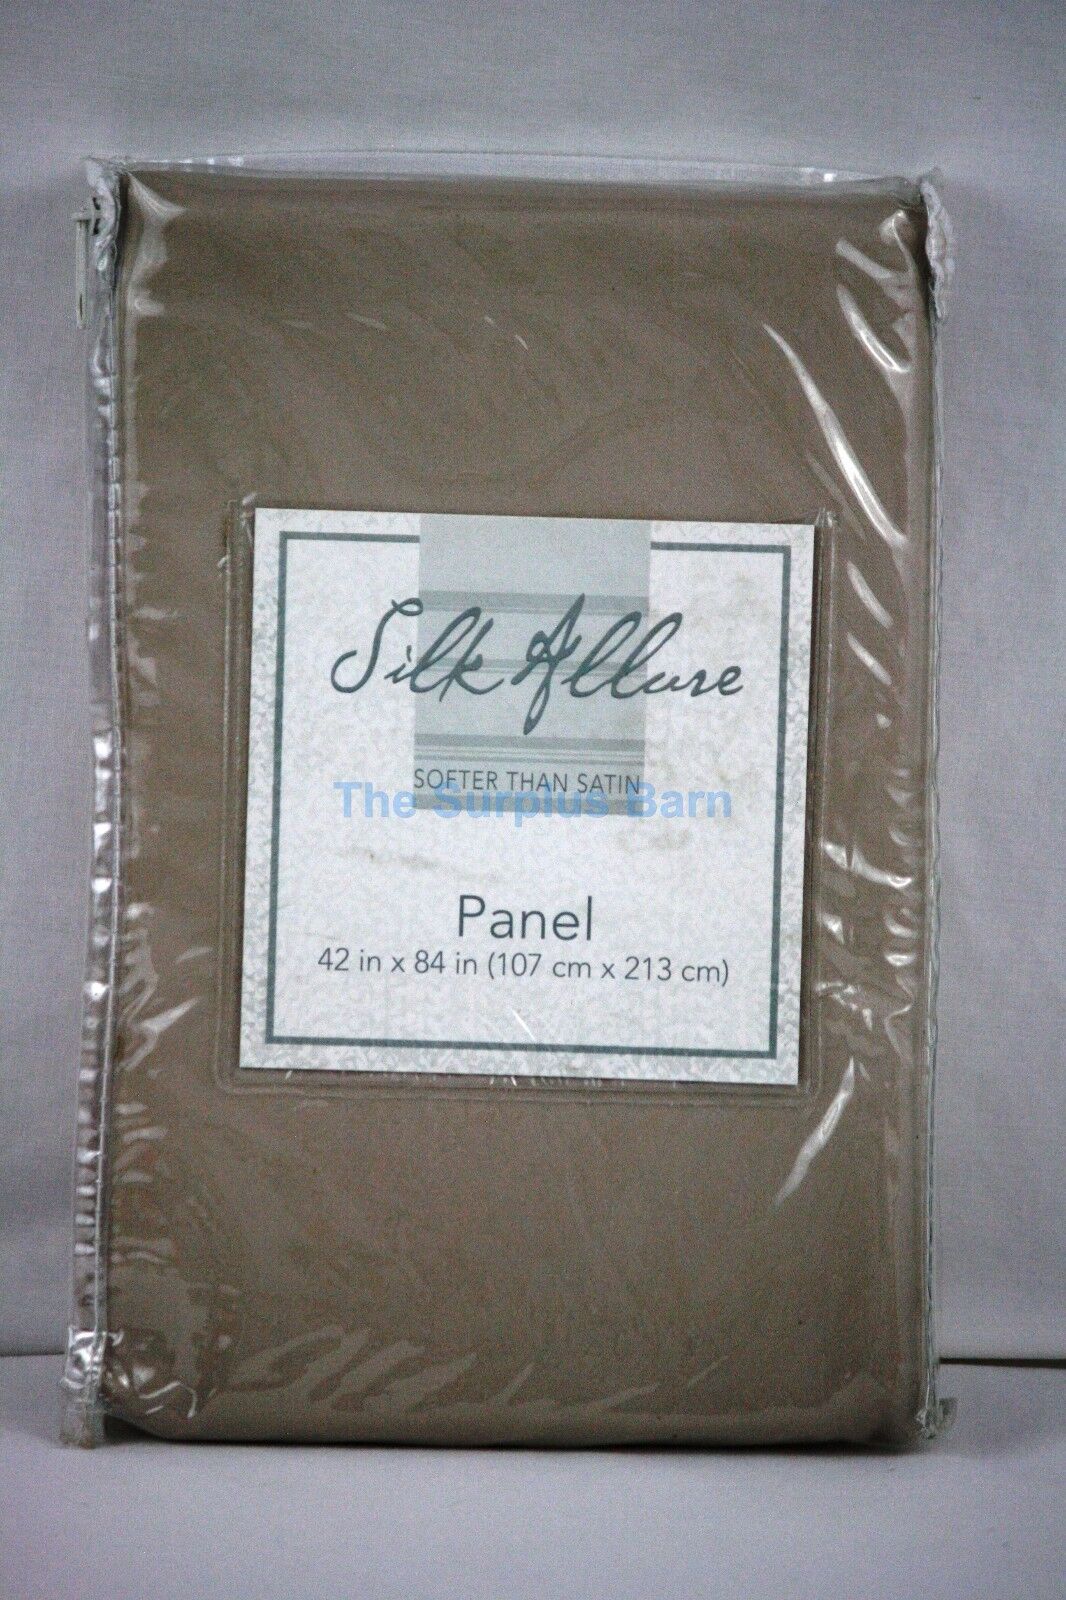 Silk Allure
SOFTER THAN SATIN
The Surplus Barn
Panel
42 in x 84 in (107 cm x 213 cm)